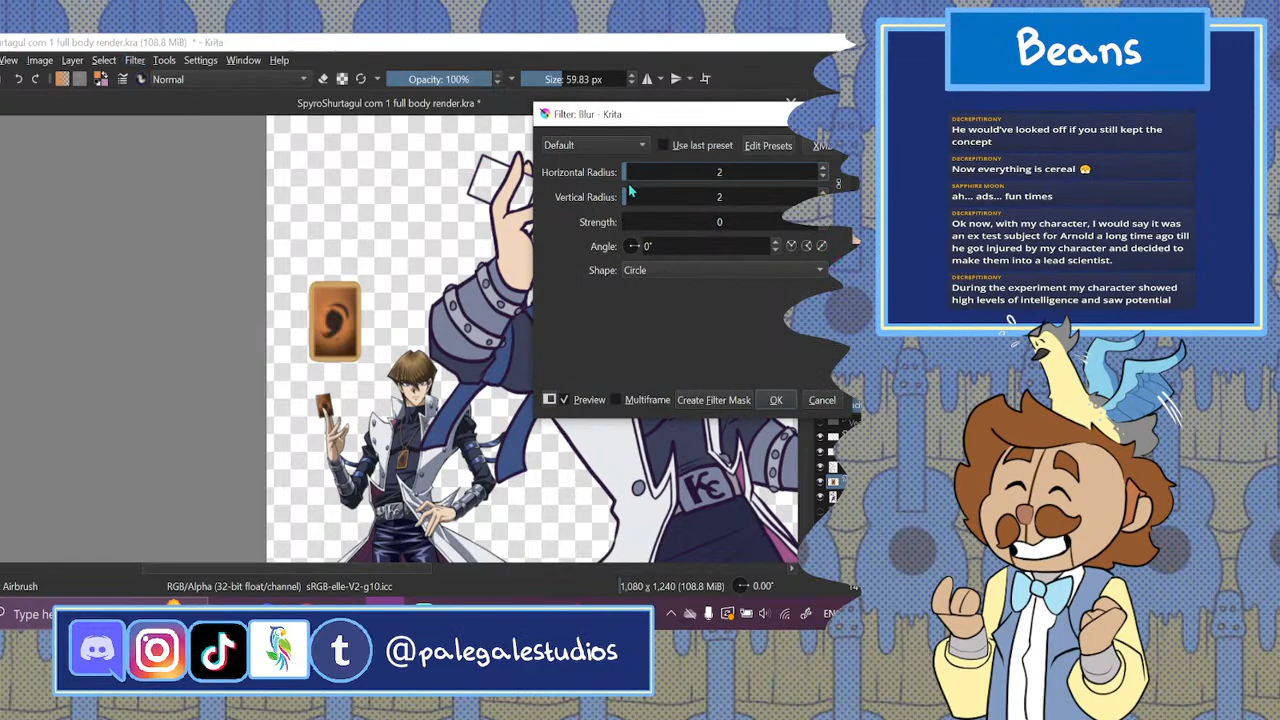 Shurtagul com 1 full body render.kra (108.8 MiB) * - Krita
View Image Layer Select Filter Tools Settings Window Help
Normal Opacity: 100% Size: 59.83 px
SpyroShurtagul com 1 full body render.kra *
Filter: Blur - Krita
Default Use last preset Edit Presets
Horizontal Radius: 2
Vertical Radius: 2
Strength: 0
Angle: 0°
Shape: Circle
Preview Multiframe Create Filter Mask OK Cancel
KC
Airbrush RGB/Alpha (32-bit float/channel) sRGB-elle-V2-g10.icc 1,080 x 1,240 (108.8 MiB) 0.00°
Type he
@palegalestudios
Beans
DECREPITIRONY
He would've looked off if you still kept the
concept
DECREPITIRONY
Now everything is cereal
SAPPHIRE MOON
ah... ads... fun times
DECREPITIRONY
Ok now, with my character, I would say it was
an ex test subject for Arnold a long time ago till
he got injured by my character and decided to
make them into a lead scientist.
DECREPITIRONY
During the experiment my character showed
high levels of intelligence and saw potential